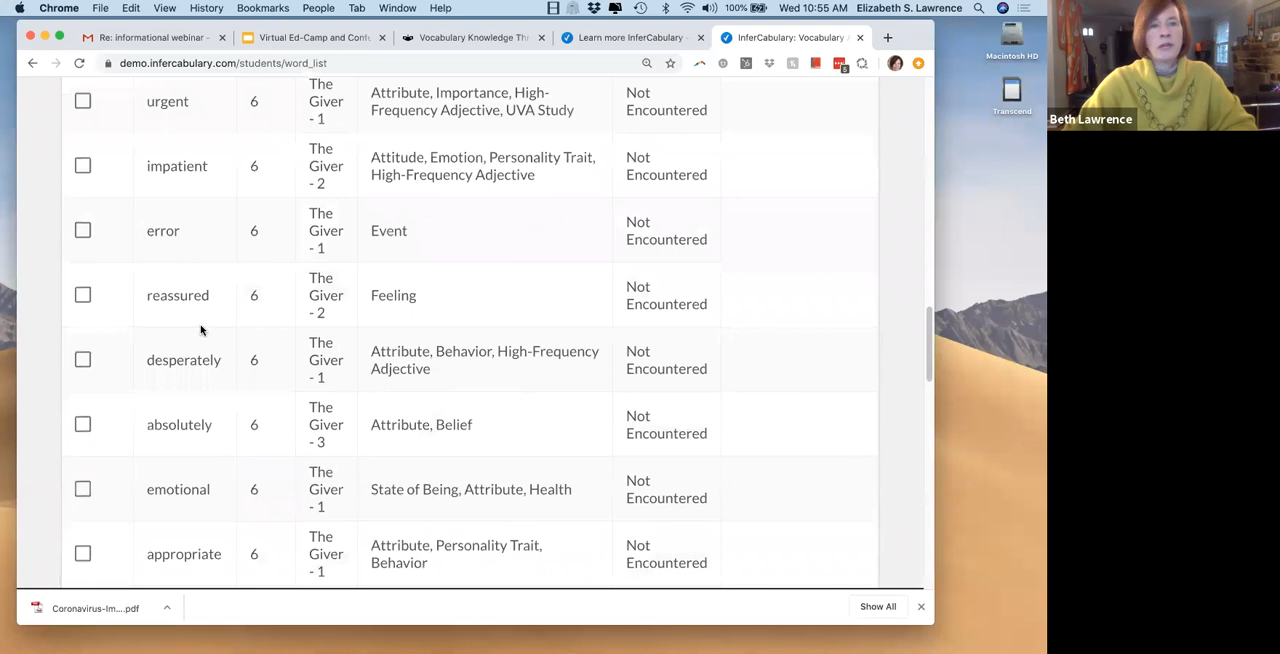 Chrome File Edit View History Bookmarks People Tab Window Help 100% Wed 10:55 AM Elizabeth S. Lawrence
Re: informational webinar -
Virtual Ed-Camp and Conf
Vocabulary Knowledge Thr
Learn more InferCabulary -
InferCabulary: Vocabulary
demo.infercabulary.com/students/word_list
5
Macintosh HD
Transcend
Beth Lawrence
urgent 6 The Giver - 1 Attribute, Importance, High-Frequency Adjective, UVA Study Not Encountered
impatient 6 The Giver - 2 Attitude, Emotion, Personality Trait, High-Frequency Adjective Not Encountered
error 6 The Giver - 1 Event Not Encountered
reassured 6 The Giver - 2 Feeling Not Encountered
desperately 6 The Giver - 1 Attribute, Behavior, High-Frequency Adjective Not Encountered
absolutely 6 The Giver - 3 Attribute, Belief Not Encountered
emotional 6 The Giver - 1 State of Being, Attribute, Health Not Encountered
appropriate 6 The Giver - 1 Attribute, Personality Trait, Behavior Not Encountered
Coronavirus-Im....pdf
Show All